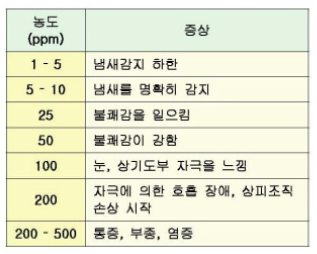 농도
(ppm)
증상
1 - 5
냄새감지 하한
5 - 10
냄새를 명확히 감지
25
불쾌감을 일으킴
50
불쾌감이 강함
100
눈, 상기도부 자극을 느낌
200
자극에 의한 호흡 장애, 상피조직
손상 시작
200 - 500
통증, 부종, 염증